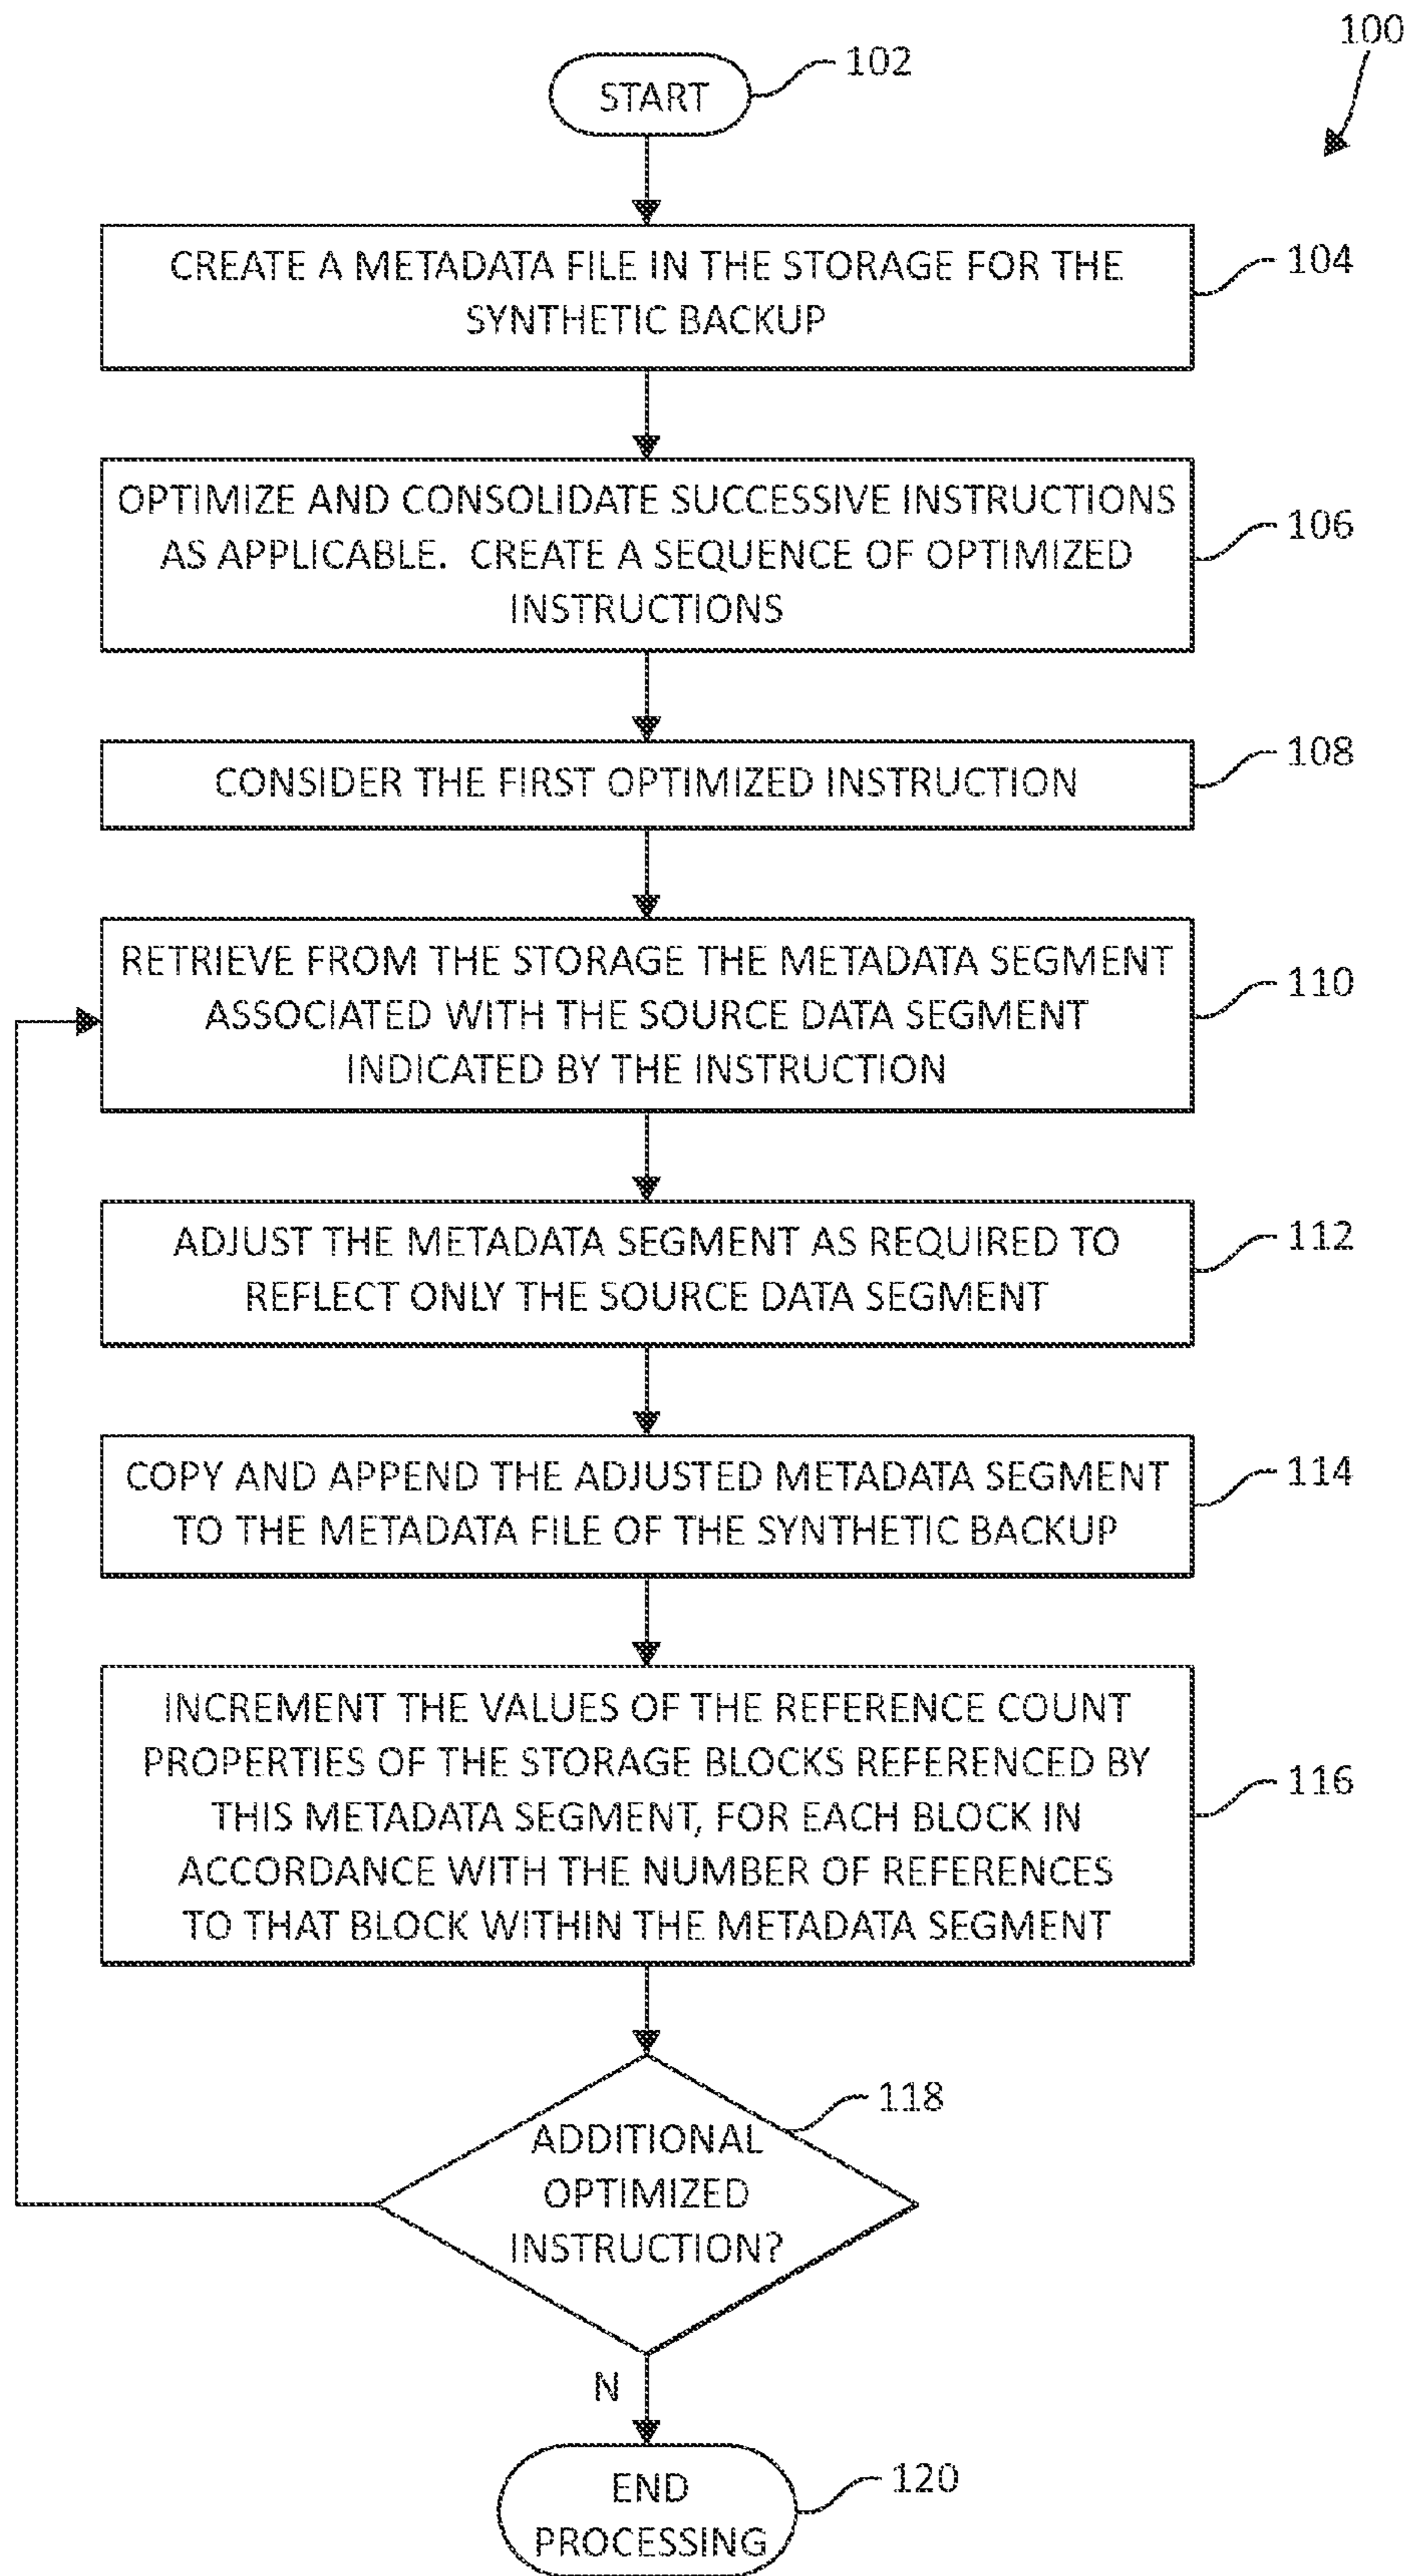 100
START
102
CREATE A METADATA FILE IN THE STORAGE FOR THE
SYNTHETIC BACKUP
104
OPTIMIZE AND CONSOLIDATE SUCCESSIVE INSTRUCTIONS
AS APPLICABLE. CREATE A SEQUENCE OF OPTIMIZED
INSTRUCTIONS
106
CONSIDER THE FIRST OPTIMIZED INSTRUCTION
108
RETRIEVE FROM THE STORAGE THE METADATA SEGMENT
ASSOCIATED WITH THE SOURCE DATA SEGMENT
INDICATED BY THE INSTRUCTION
110
ADJUST THE METADATA SEGMENT AS REQUIRED TO
REFLECT ONLY THE SOURCE DATA SEGMENT
112
COPY AND APPEND THE ADJUSTED METADATA SEGMENT
TO THE METADATA FILE OF THE SYNTHETIC BACKUP
114
INCREMENT THE VALUES OF THE REFERENCE COUNT
PROPERTIES OF THE STORAGE BLOCKS REFERENCED BY
THIS METADATA SEGMENT, FOR EACH BLOCK IN
ACCORDANCE WITH THE NUMBER OF REFERENCES
TO THAT BLOCK WITHIN THE METADATA SEGMENT
116
ADDITIONAL
OPTIMIZED
INSTRUCTION?
118
N
END
PROCESSING
120